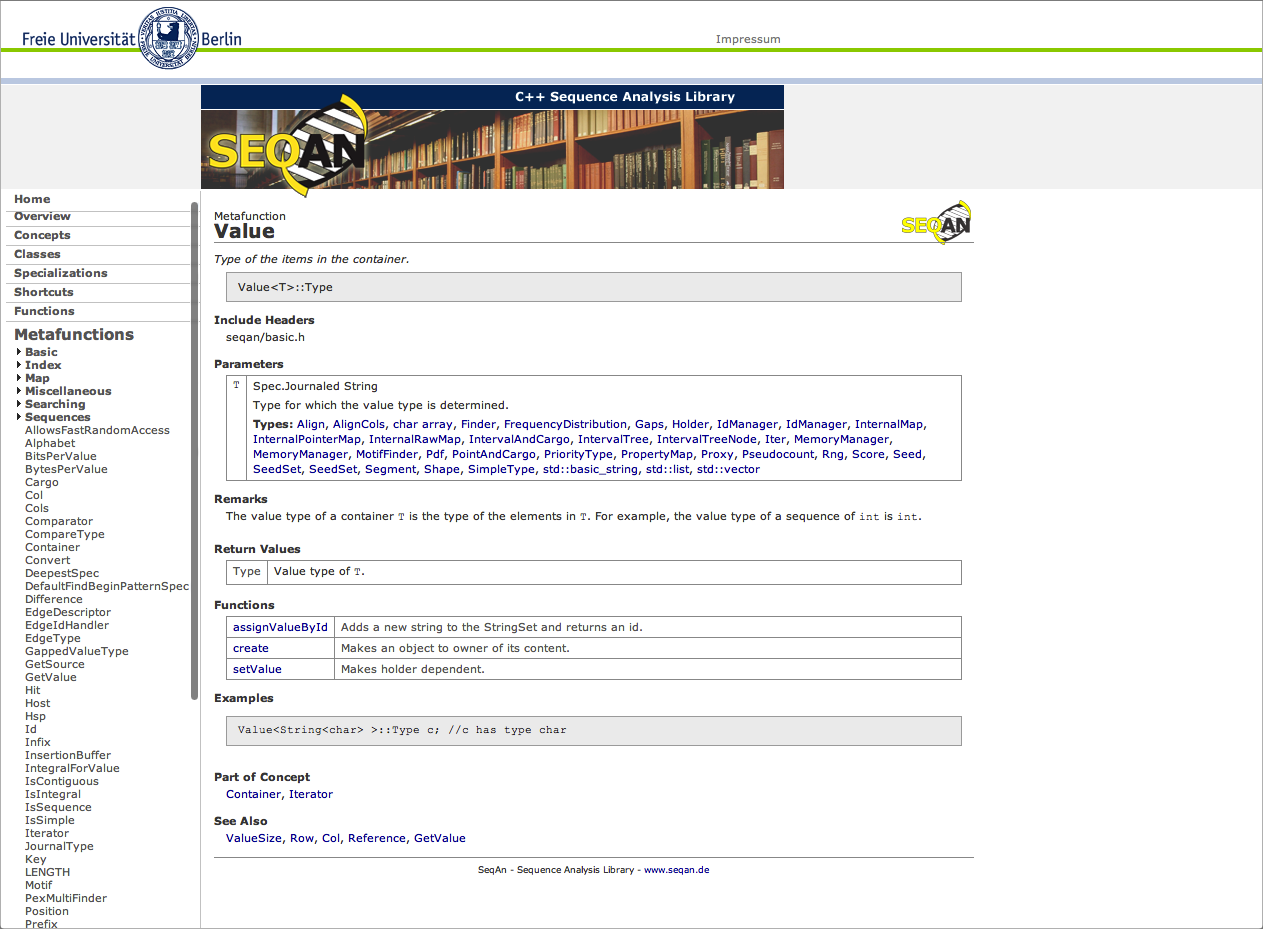 Freie Universität Berlin
Impressum
C++ Sequence Analysis Library
SEQAN
Home
Overview
Concepts
Classes
Specializations
Shortcuts
Functions
Metafunctions
Basic
Index
Map
Miscellaneous
Searching
Sequences
AllowsFastRandomAccess
Alphabet
BitsPerValue
BytesPerValue
Cargo
Col
Cols
Comparator
CompareType
Container
Convert
DeepestSpec
DefaultFindBeginPatternSpec
Difference
EdgeDescriptor
EdgeIdHandler
EdgeType
GappedValueType
GetSource
GetValue
Hit
Host
Hsp
Id
Infix
InsertionBuffer
IntegralForValue
IsContiguous
IsIntegral
IsSequence
IsSimple
Iterator
JournalType
Key
LENGTH
Motif
PexMultiFinder
Position
Prefix
Metafunction
Value
SEQAN
Type of the items in the container.
Value<T>::Type
Include Headers
seqan/basic.h
Parameters
T Spec.Journaled String
Type for which the value type is determined.
Types: Align, AlignCols, char array, Finder, FrequencyDistribution, Gaps, Holder, IdManager, IdManager, InternalMap,
InternalPointerMap, InternalRawMap, IntervalAndCargo, IntervalTree, IntervalTreeNode, Iter, MemoryManager,
MemoryManager, MotifFinder, Pdf, PointAndCargo, PriorityType, PropertyMap, Proxy, Pseudocount, Rng, Score, Seed,
SeedSet, SeedSet, Segment, Shape, SimpleType, std::basic_string, std::list, std::vector
Remarks
The value type of a container T is the type of the elements in T. For example, the value type of a sequence of int is int.
Return Values
Type Value type of T.
Functions
assignValueById Adds a new string to the StringSet and returns an id.
create Makes an object to owner of its content.
setValue Makes holder dependent.
Examples
Value<String<char> >::Type c; //c has type char
Part of Concept
Container, Iterator
See Also
ValueSize, Row, Col, Reference, GetValue
SeqAn - Sequence Analysis Library - www.seqan.de